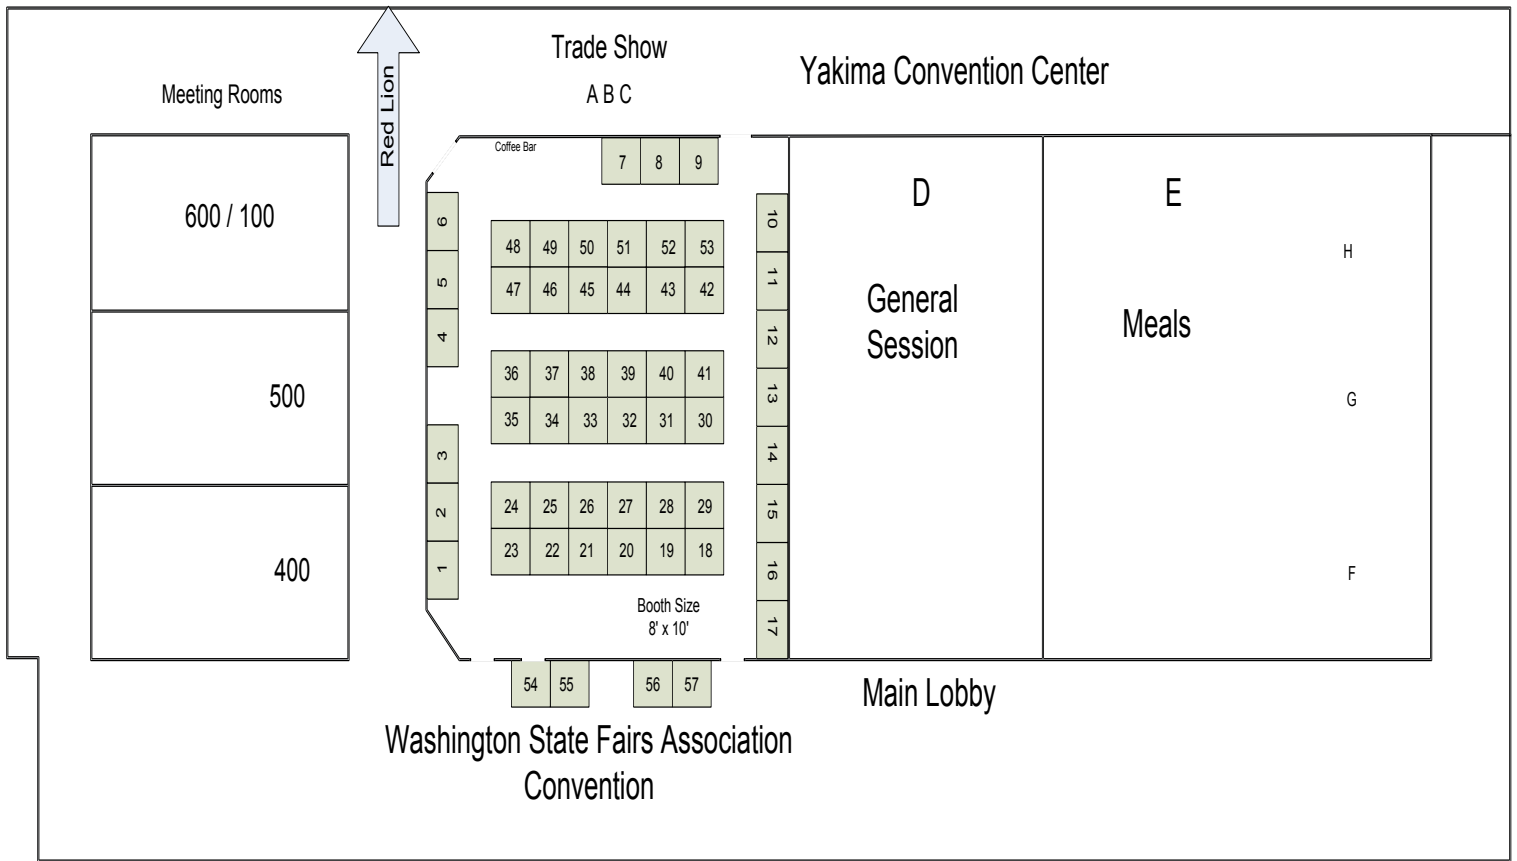 Trade Show
A B C
Yakima Convention Center
Meeting Rooms
Red Lion
Coffee Bar
7 8 9
600 / 100
500
400
6
5
4
3
2
1
48 49 50 51 52 53
47 46 45 44 43 42
36 37 38 39 40 41
35 34 33 32 31 30
24 25 26 27 28 29
23 22 21 20 19 18
Booth Size
8' x 10'
10
11
12
13
14
15
16
17
D
General
Session
E
Meals
H
G
F
54 55 56 57
Main Lobby
Washington State Fairs Association
Convention